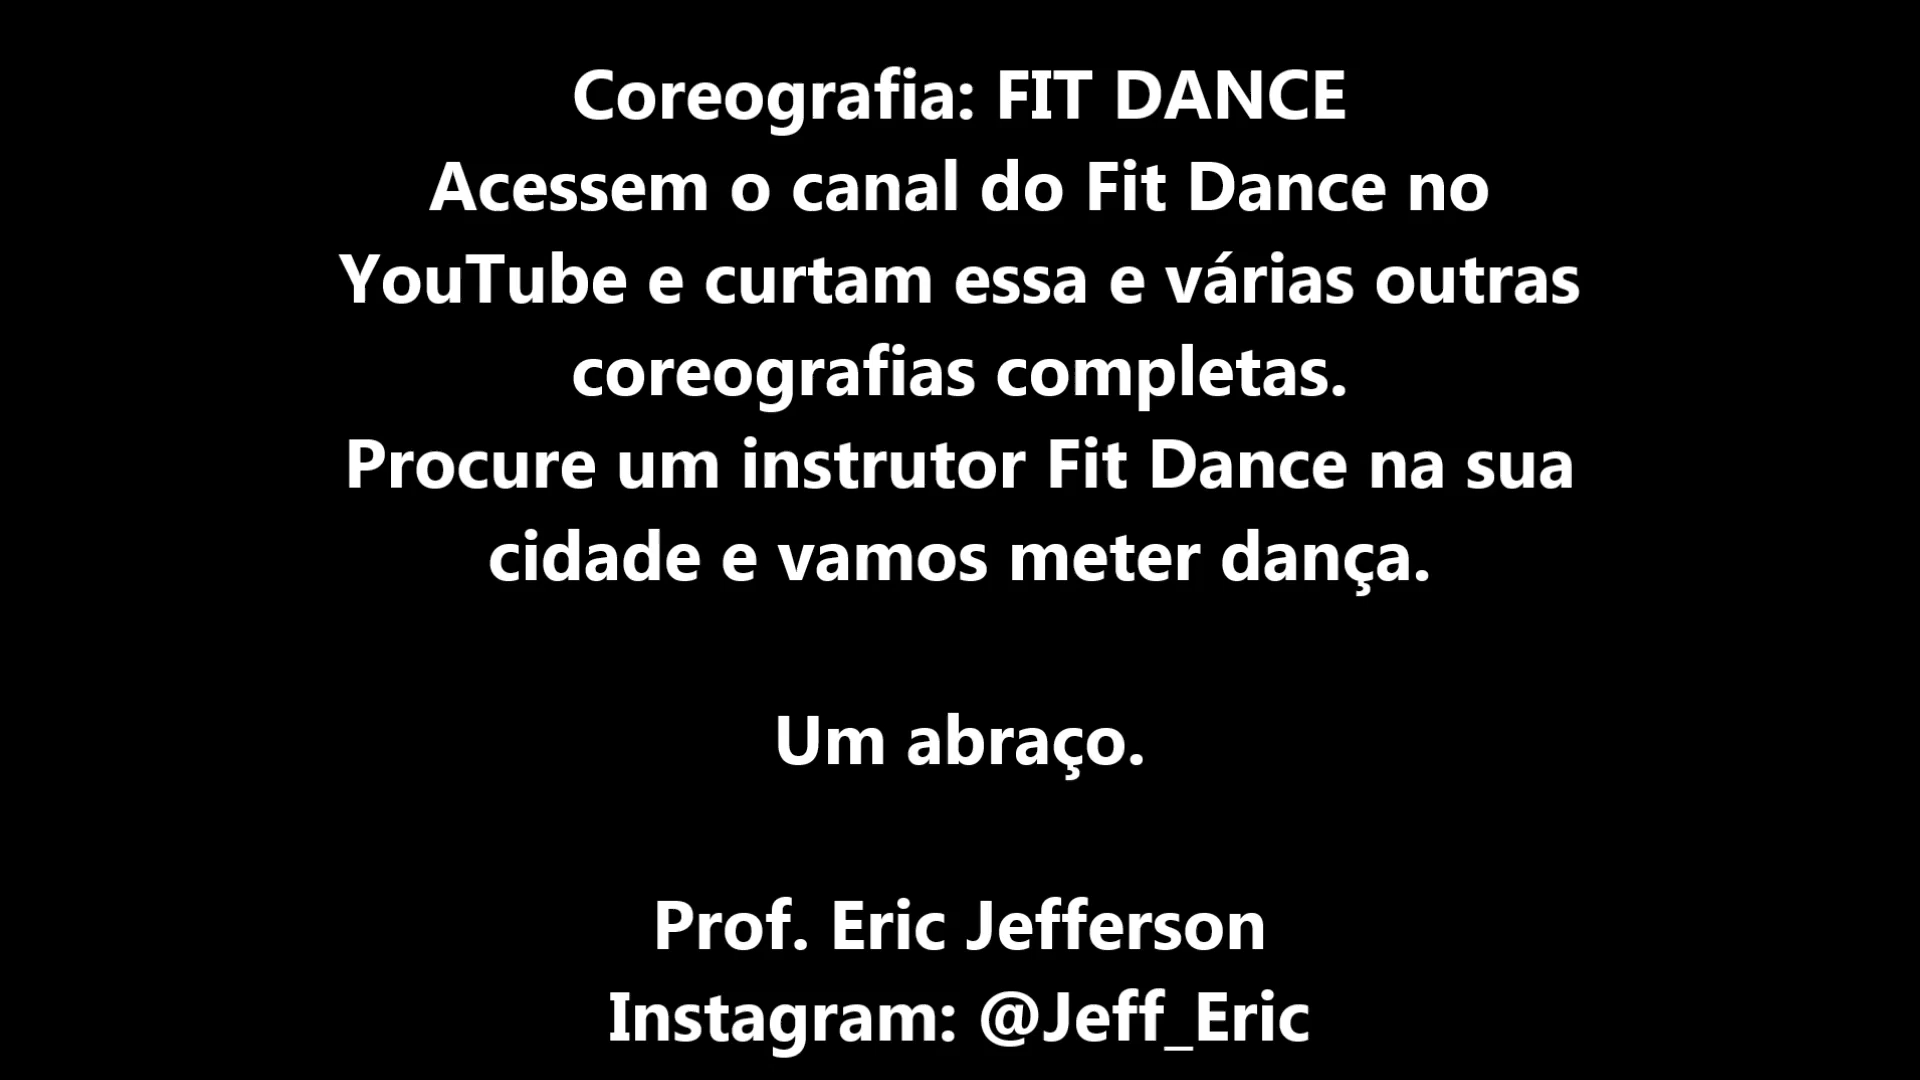 Coreografia: FIT DANCE
Acessem o canal do Fit Dance no
YouTube e curtam essa e várias outras
coreografias completas.
Procure um instrutor Fit Dance na sua
cidade e vamos meter dança.
Um abraço.
Prof. Eric Jefferson
Instagram: @Jeff_Eric